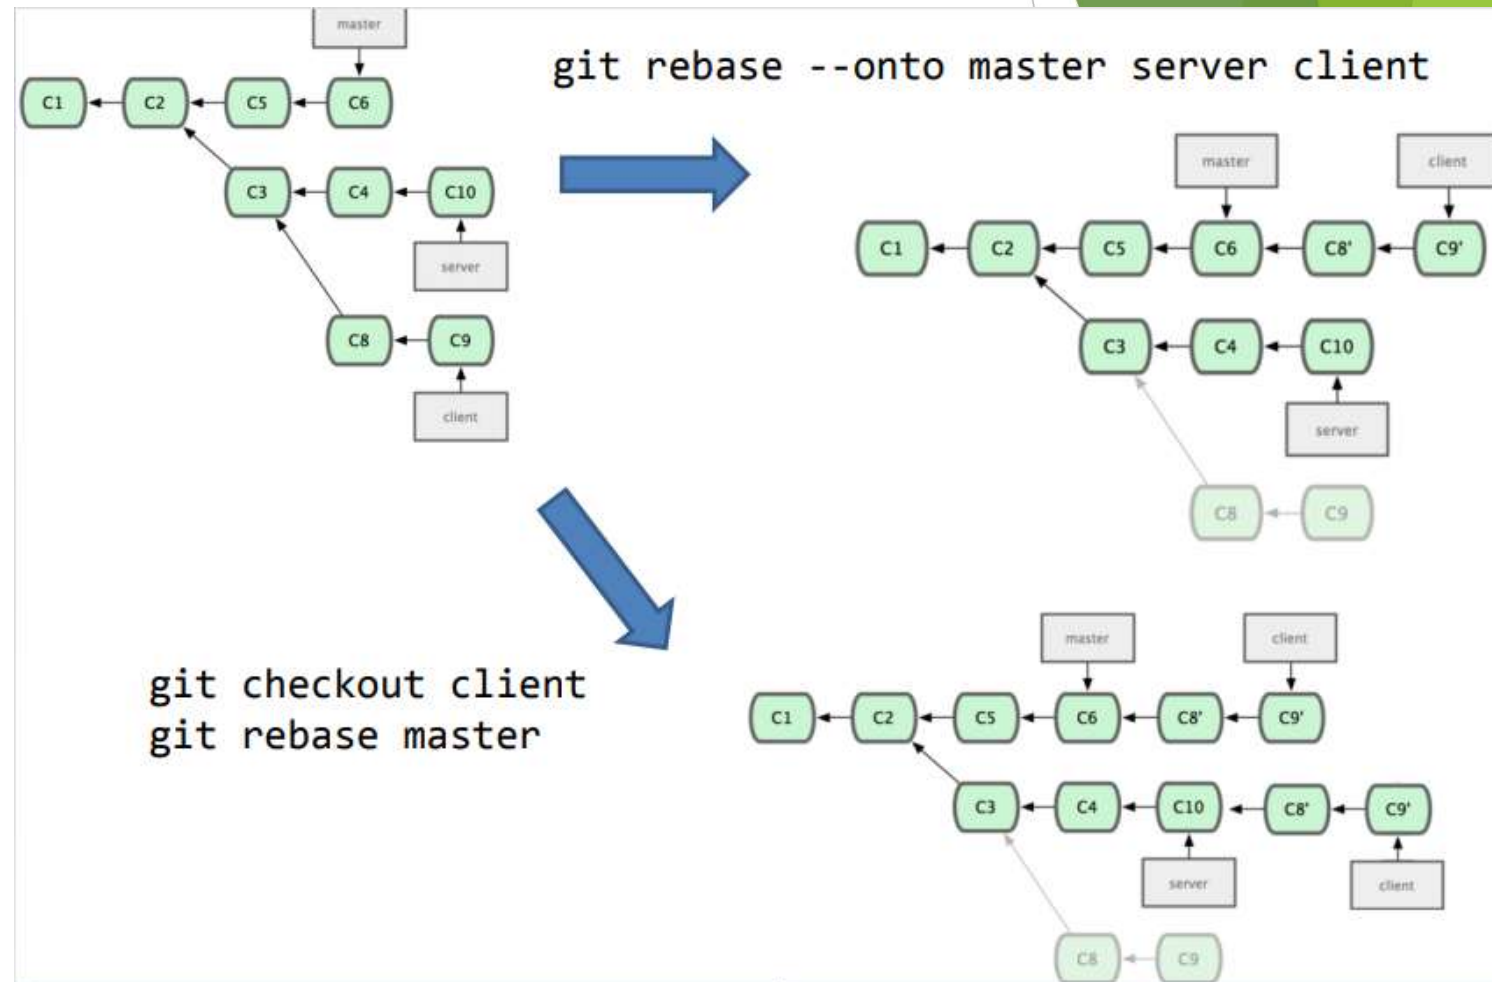 master
C1 C2 C5 C6
C3 C4 C10
server
C8 C9
client
git rebase --onto master server client
master client
C1 C2 C5 C6 C8' C9'
C3 C4 C10
server
C8 C9
git checkout client
git rebase master
master client
C1 C2 C5 C6 C8' C9'
C3 C4 C10 C8' C9'
server client
C8 C9